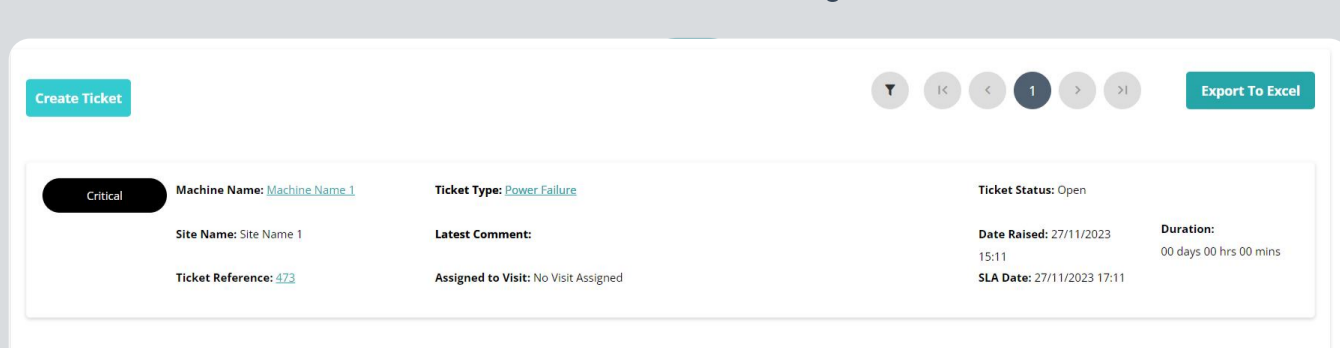 Create Ticket
1
Export To Excel
Critical
Machine Name: Machine Name 1
Ticket Type: Power Failure
Ticket Status: Open
Site Name: Site Name 1
Latest Comment:
Date Raised: 27/11/2023
15:11
Duration:
00 days 00 hrs 00 mins
Ticket Reference: 473
Assigned to Visit: No Visit Assigned
SLA Date: 27/11/2023 17:11